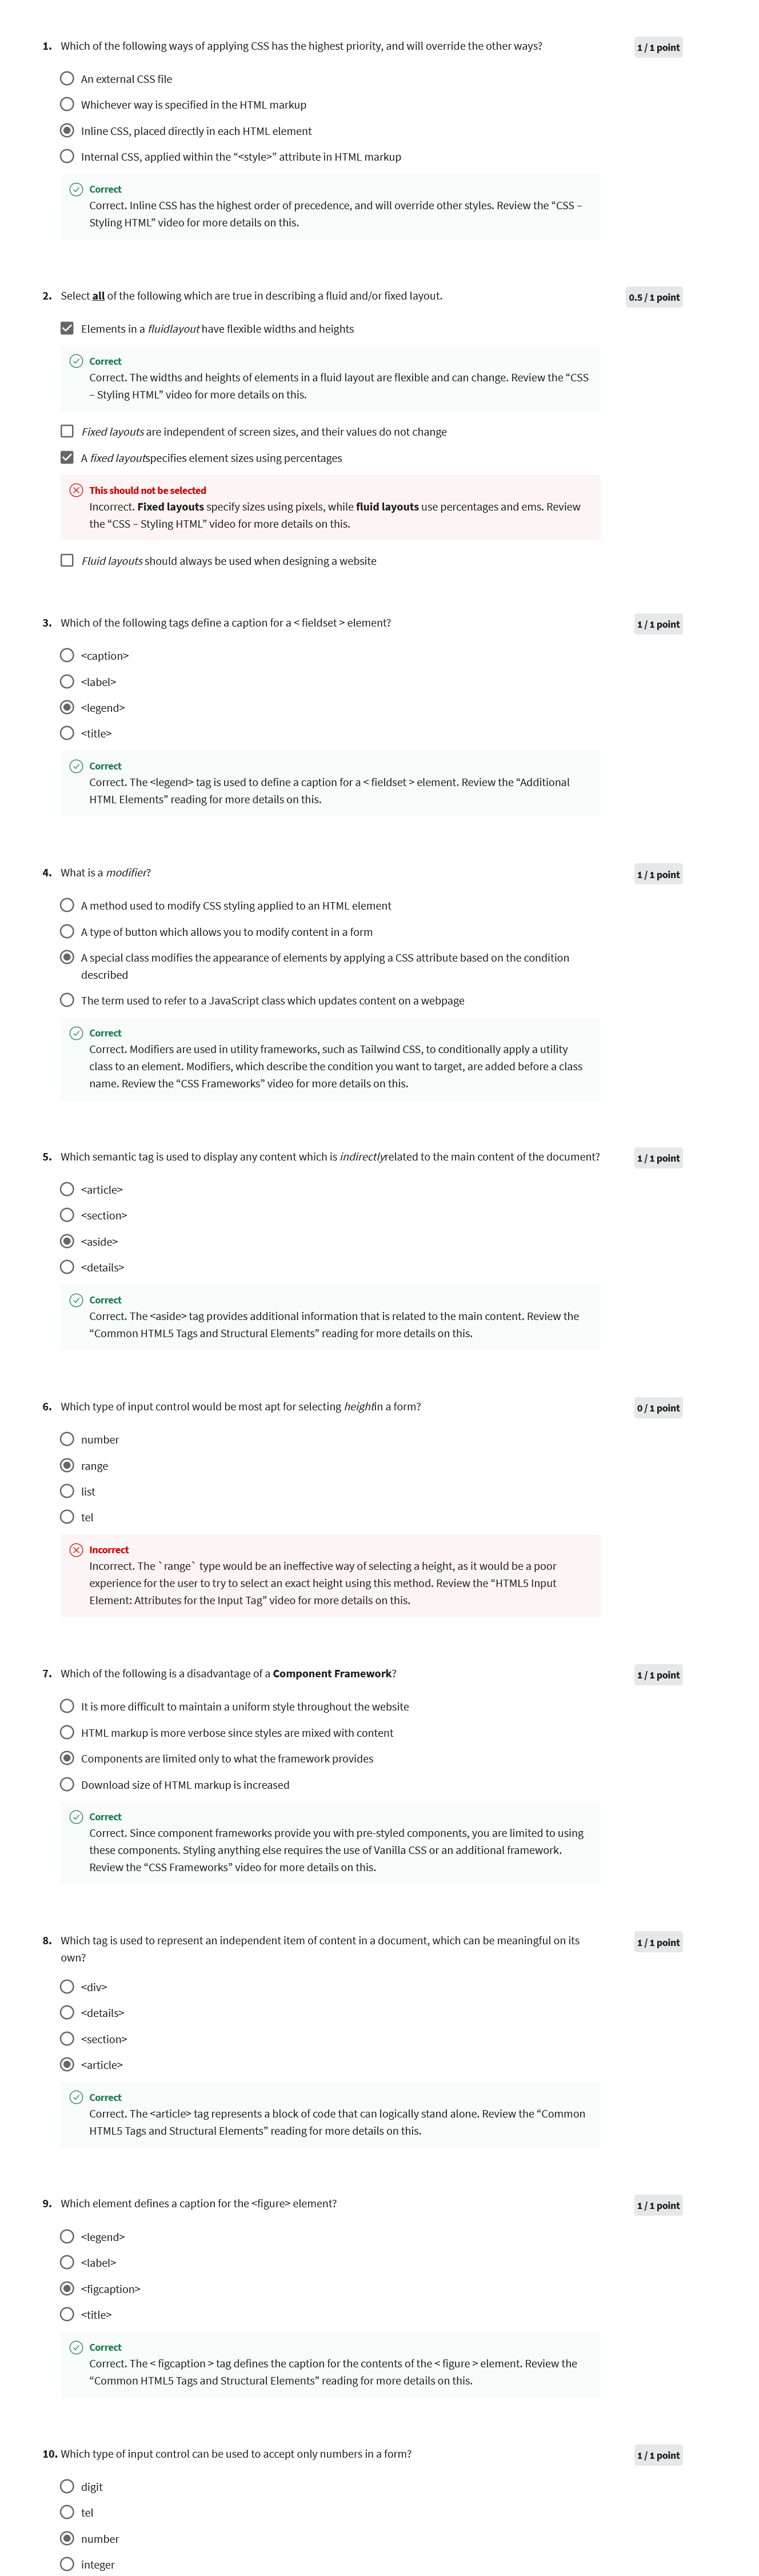 1. Which of the following ways of applying CSS has the highest priority, and will override the other ways?
1 / 1 point
An external CSS file
Whichever way is specified in the HTML markup
Inline CSS, placed directly in each HTML element
Internal CSS, applied within the “<style>” attribute in HTML markup
Correct
Correct. Inline CSS has the highest order of precedence, and will override other styles. Review the “CSS –
Styling HTML” video for more details on this.
2. Select all of the following which are true in describing a fluid and/or fixed layout.
0.5 / 1 point
Elements in a fluidlayout have flexible widths and heights
Correct
Correct. The widths and heights of elements in a fluid layout are flexible and can change. Review the “CSS
– Styling HTML” video for more details on this.
Fixed layouts are independent of screen sizes, and their values do not change
A fixed layoutspecifies element sizes using percentages
This should not be selected
Incorrect. Fixed layouts specify sizes using pixels, while fluid layouts use percentages and ems. Review
the “CSS – Styling HTML” video for more details on this.
Fluid layouts should always be used when designing a website
3. Which of the following tags define a caption for a < fieldset > element?
1 / 1 point
<caption>
<label>
<legend>
<title>
Correct
Correct. The <legend> tag is used to define a caption for a < fieldset > element. Review the “Additional
HTML Elements” reading for more details on this.
4. What is a modifier?
1 / 1 point
A method used to modify CSS styling applied to an HTML element
A type of button which allows you to modify content in a form
A special class modifies the appearance of elements by applying a CSS attribute based on the condition
described
The term used to refer to a JavaScript class which updates content on a webpage
Correct
Correct. Modifiers are used in utility frameworks, such as Tailwind CSS, to conditionally apply a utility
class to an element. Modifiers, which describe the condition you want to target, are added before a class
name. Review the “CSS Frameworks” video for more details on this.
5. Which semantic tag is used to display any content which is indirectlyrelated to the main content of the document?
1 / 1 point
<article>
<section>
<aside>
<details>
Correct
Correct. The <aside> tag provides additional information that is related to the main content. Review the
“Common HTML5 Tags and Structural Elements” reading for more details on this.
6. Which type of input control would be most apt for selecting heightin a form?
0 / 1 point
number
range
list
tel
Incorrect
Incorrect. The `range` type would be an ineffective way of selecting a height, as it would be a poor
experience for the user to try to select an exact height using this method. Review the “HTML5 Input
Element: Attributes for the Input Tag” video for more details on this.
7. Which of the following is a disadvantage of a Component Framework?
1 / 1 point
It is more difficult to maintain a uniform style throughout the website
HTML markup is more verbose since styles are mixed with content
Components are limited only to what the framework provides
Download size of HTML markup is increased
Correct
Correct. Since component frameworks provide you with pre-styled components, you are limited to using
these components. Styling anything else requires the use of Vanilla CSS or an additional framework.
Review the “CSS Frameworks” video for more details on this.
8. Which tag is used to represent an independent item of content in a document, which can be meaningful on its
own?
1 / 1 point
<div>
<details>
<section>
<article>
Correct
Correct. The <article> tag represents a block of code that can logically stand alone. Review the “Common
HTML5 Tags and Structural Elements” reading for more details on this.
9. Which element defines a caption for the <figure> element?
1 / 1 point
<legend>
<label>
<figcaption>
<title>
Correct
Correct. The < figcaption > tag defines the caption for the contents of the < figure > element. Review the
“Common HTML5 Tags and Structural Elements” reading for more details on this.
10. Which type of input control can be used to accept only numbers in a form?
1 / 1 point
digit
tel
number
integer